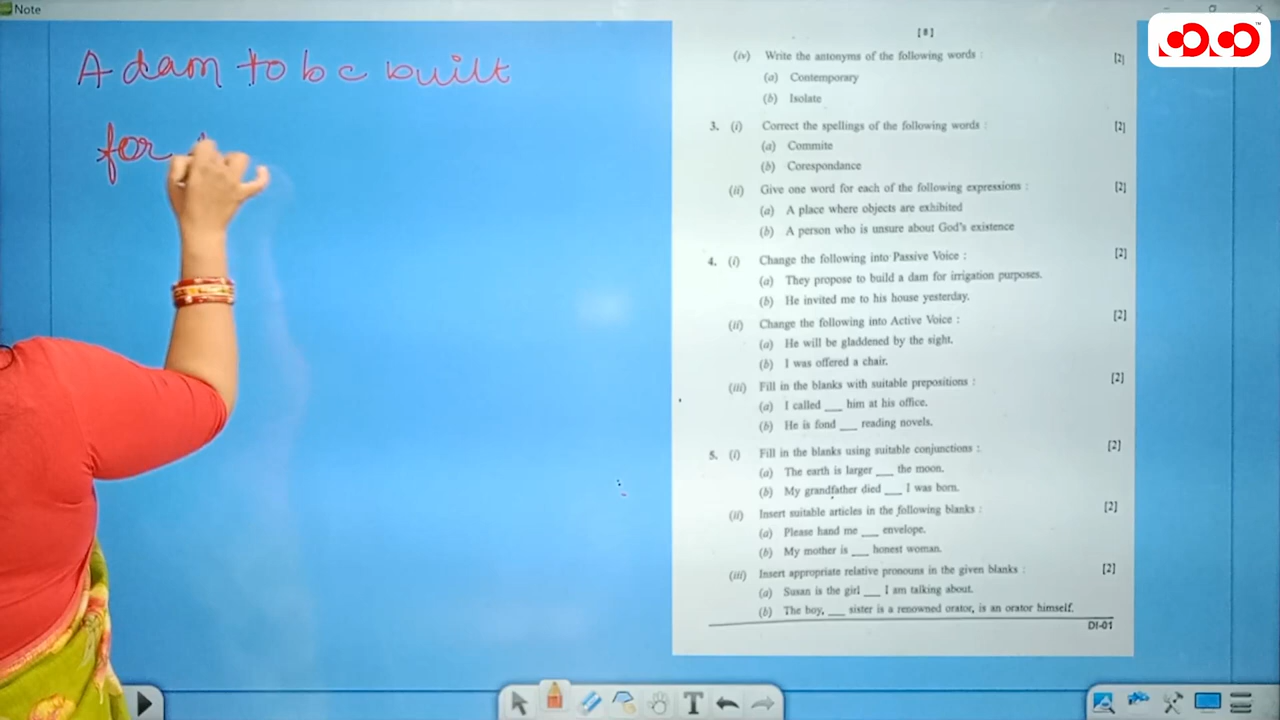 Note
A dam to be built
for
[8]
(iv) Write the antonyms of the following words : [2]
(a) Contemporary
(b) Isolate
3. (i) Correct the spellings of the following words : [2]
(a) Commite
(b) Corespondance
(ii) Give one word for each of the following expressions : [2]
(a) A place where objects are exhibited
(b) A person who is unsure about God's existence
4. (i) Change the following into Passive Voice : [2]
(a) They propose to build a dam for irrigation purposes.
(b) He invited me to his house yesterday.
(ii) Change the following into Active Voice : [2]
(a) He will be gladdened by the sight.
(b) I was offered a chair.
(iii) Fill in the blanks with suitable prepositions : [2]
(a) I called ___ him at his office.
(b) He is fond ___ reading novels.
5. (i) Fill in the blanks using suitable conjunctions : [2]
(a) The earth is larger ___ the moon.
(b) My grandfather died ___ I was born.
(ii) Insert suitable articles in the following blanks : [2]
(a) Please hand me ___ envelope.
(b) My mother is ___ honest woman.
(iii) Insert appropriate relative pronouns in the given blanks : [2]
(a) Susan is the girl ___ I am talking about.
(b) The boy, ___ sister is a renowned orator, is an orator himself.
DI-01
T